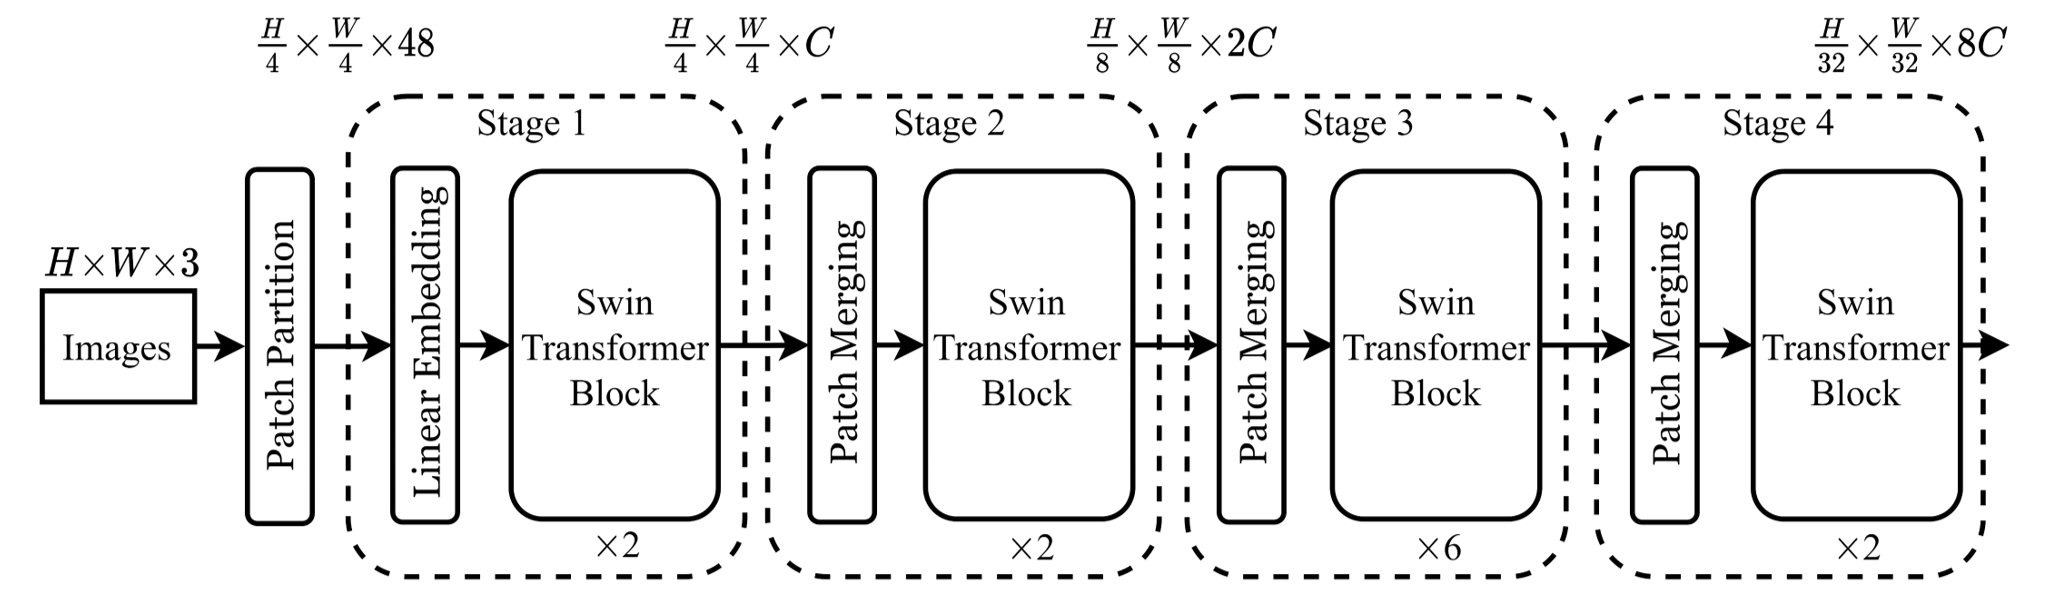 H/4 × W/4 × 48
H/4 × W/4 × C
H/8 × W/8 × 2C
H/32 × W/32 × 8C
Stage 1
Stage 2
Stage 3
Stage 4
H×W×3
Images
Patch Partition
Linear Embedding
Swin
Transformer
Block
×2
Patch Merging
Swin
Transformer
Block
×2
Patch Merging
Swin
Transformer
Block
×6
Patch Merging
Swin
Transformer
Block
×2